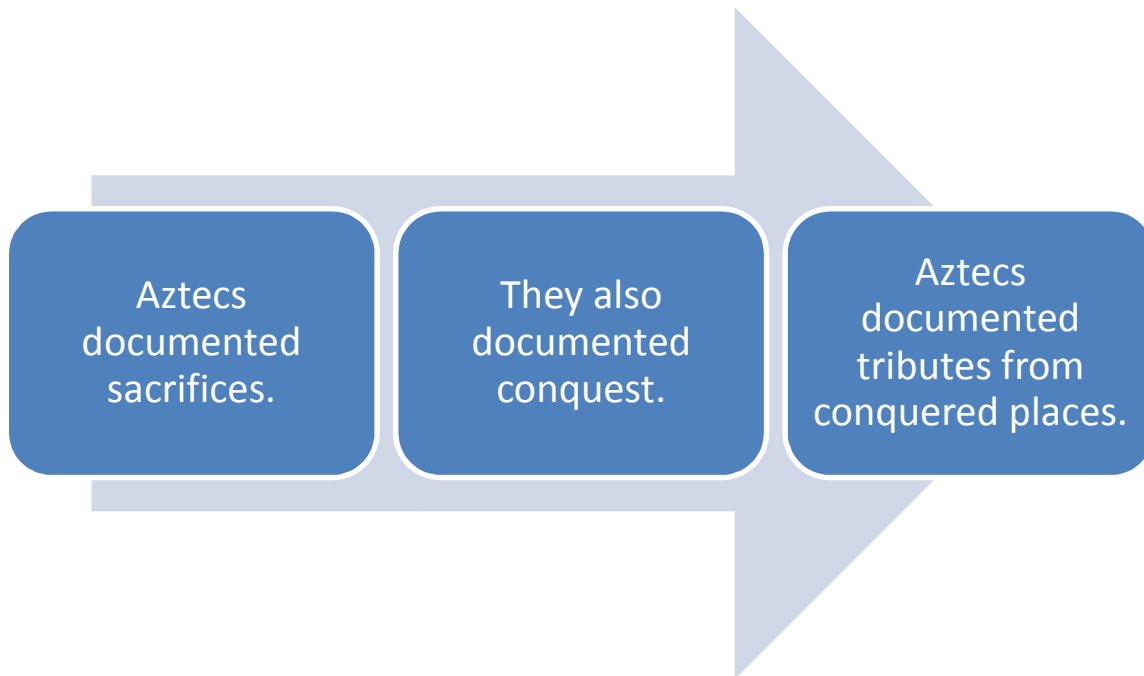 Aztecs
documented
sacrifices.
They also
documented
conquest.
Aztecs
documented
tributes from
conquered places.